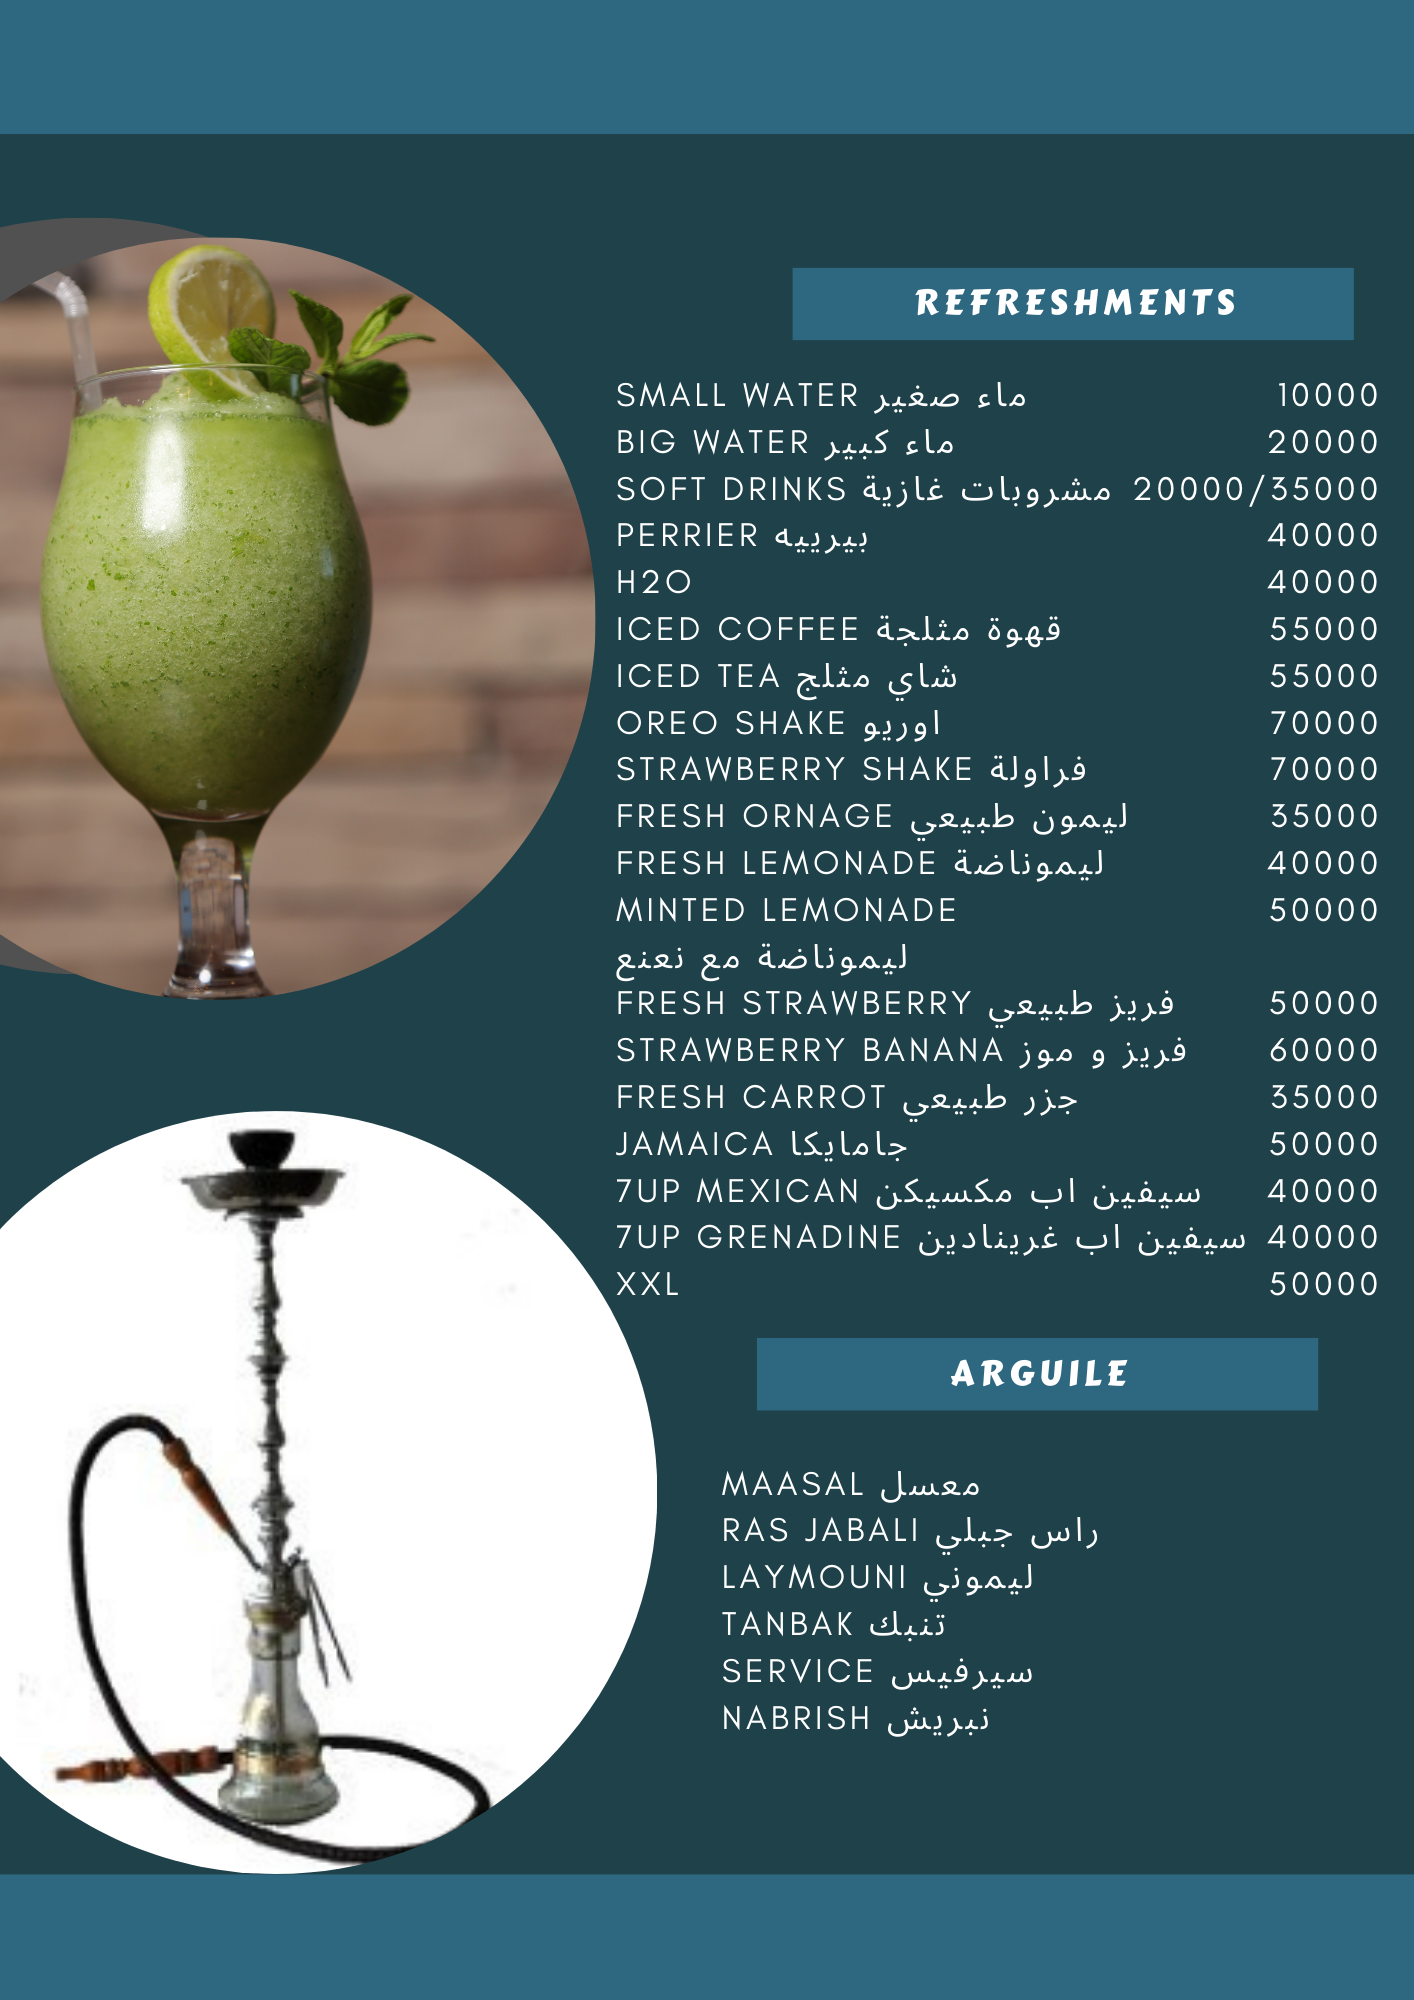 REFRESHMENTS
SMALL WATER ماء صغير 10000
BIG WATER ماء كبير 20000
SOFT DRINKS مشروبات غازية 20000/35000
PERRIER بيرييه 40000
H2O 40000
ICED COFFEE قهوة مثلجة 55000
ICED TEA شاي مثلج 55000
OREO SHAKE اوريو 70000
STRAWBERRY SHAKE فراولة 70000
FRESH ORNAGE ليمون طبيعي 35000
FRESH LEMONADE ليموناضة 40000
MINTED LEMONADE 50000
ليموناضة مع نعنع
FRESH STRAWBERRY فريز طبيعي 50000
STRAWBERRY BANANA فريز و موز 60000
FRESH CARROT جزر طبيعي 35000
JAMAICA جامايكا 50000
7UP MEXICAN سيفين اب مكسيكن 40000
7UP GRENADINE سيفين اب غرينادين 40000
XXL 50000
ARGUILE
MAASAL معسل
RAS JABALI راس جبلي
LAYMOUNI ليموني
TANBAK تنبك
SERVICE سيرفيس
NABRISH نبريش